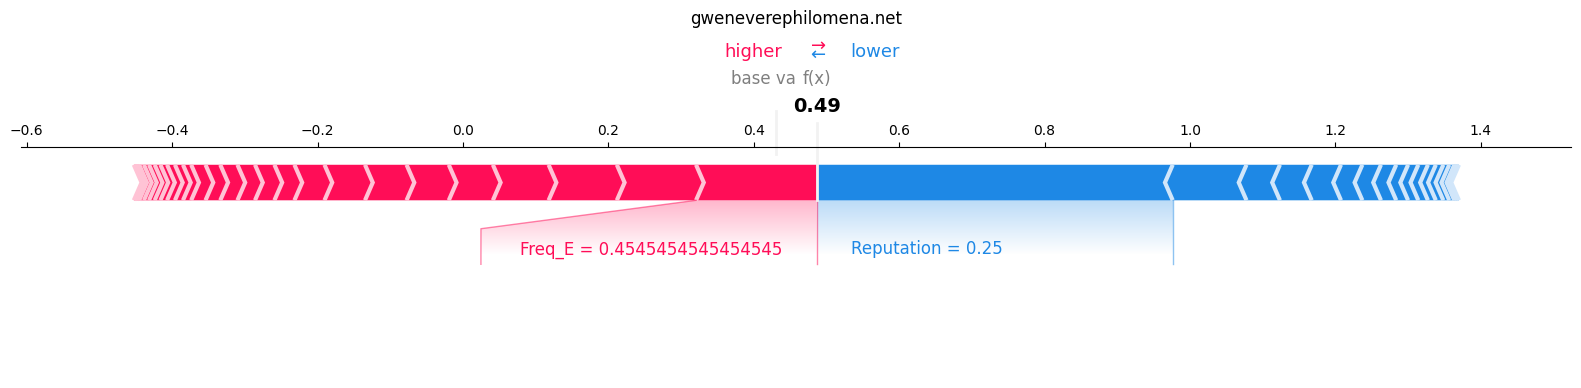 gweneverephilomena.net
higher → ← lower
base va f(x)
0.49
−0.6 −0.4 −0.2 0.0 0.2 0.4 0.6 0.8 1.0 1.2 1.4
Freq_E = 0.4545454545454545 Reputation = 0.25